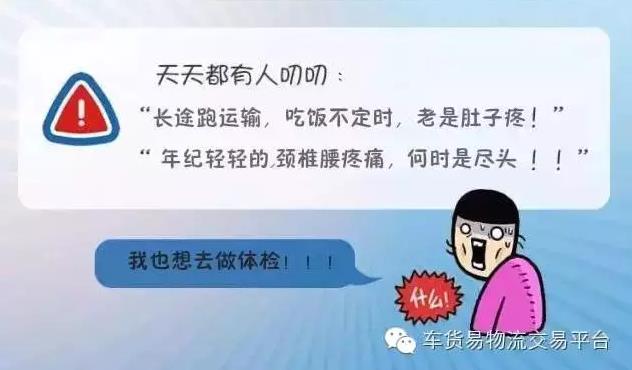 天天都有人叨叨：
“长途跑运输，吃饭不定时，老是肚子疼！”
“ 年纪轻轻的,颈椎腰疼痛，何时是尽头 ！！”
我也想去做体检！！！
什么!
车货易物流交易平台